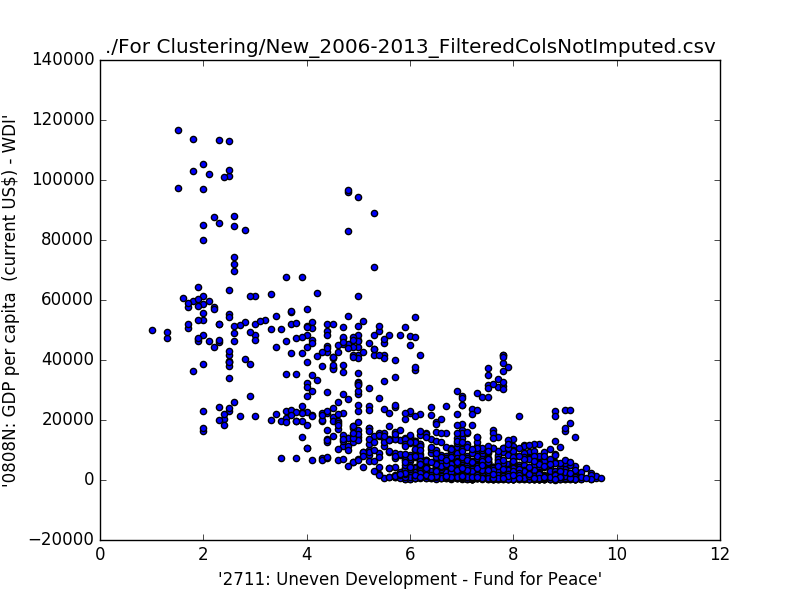 ./For Clustering/New_2006-2013_FilteredColsNotImputed.csv
140000
120000
100000
80000
60000
40000
20000
0
−20000
'0808N: GDP per capita  (current US$) - WDI'
0 2 4 6 8 10 12
'2711: Uneven Development - Fund for Peace'